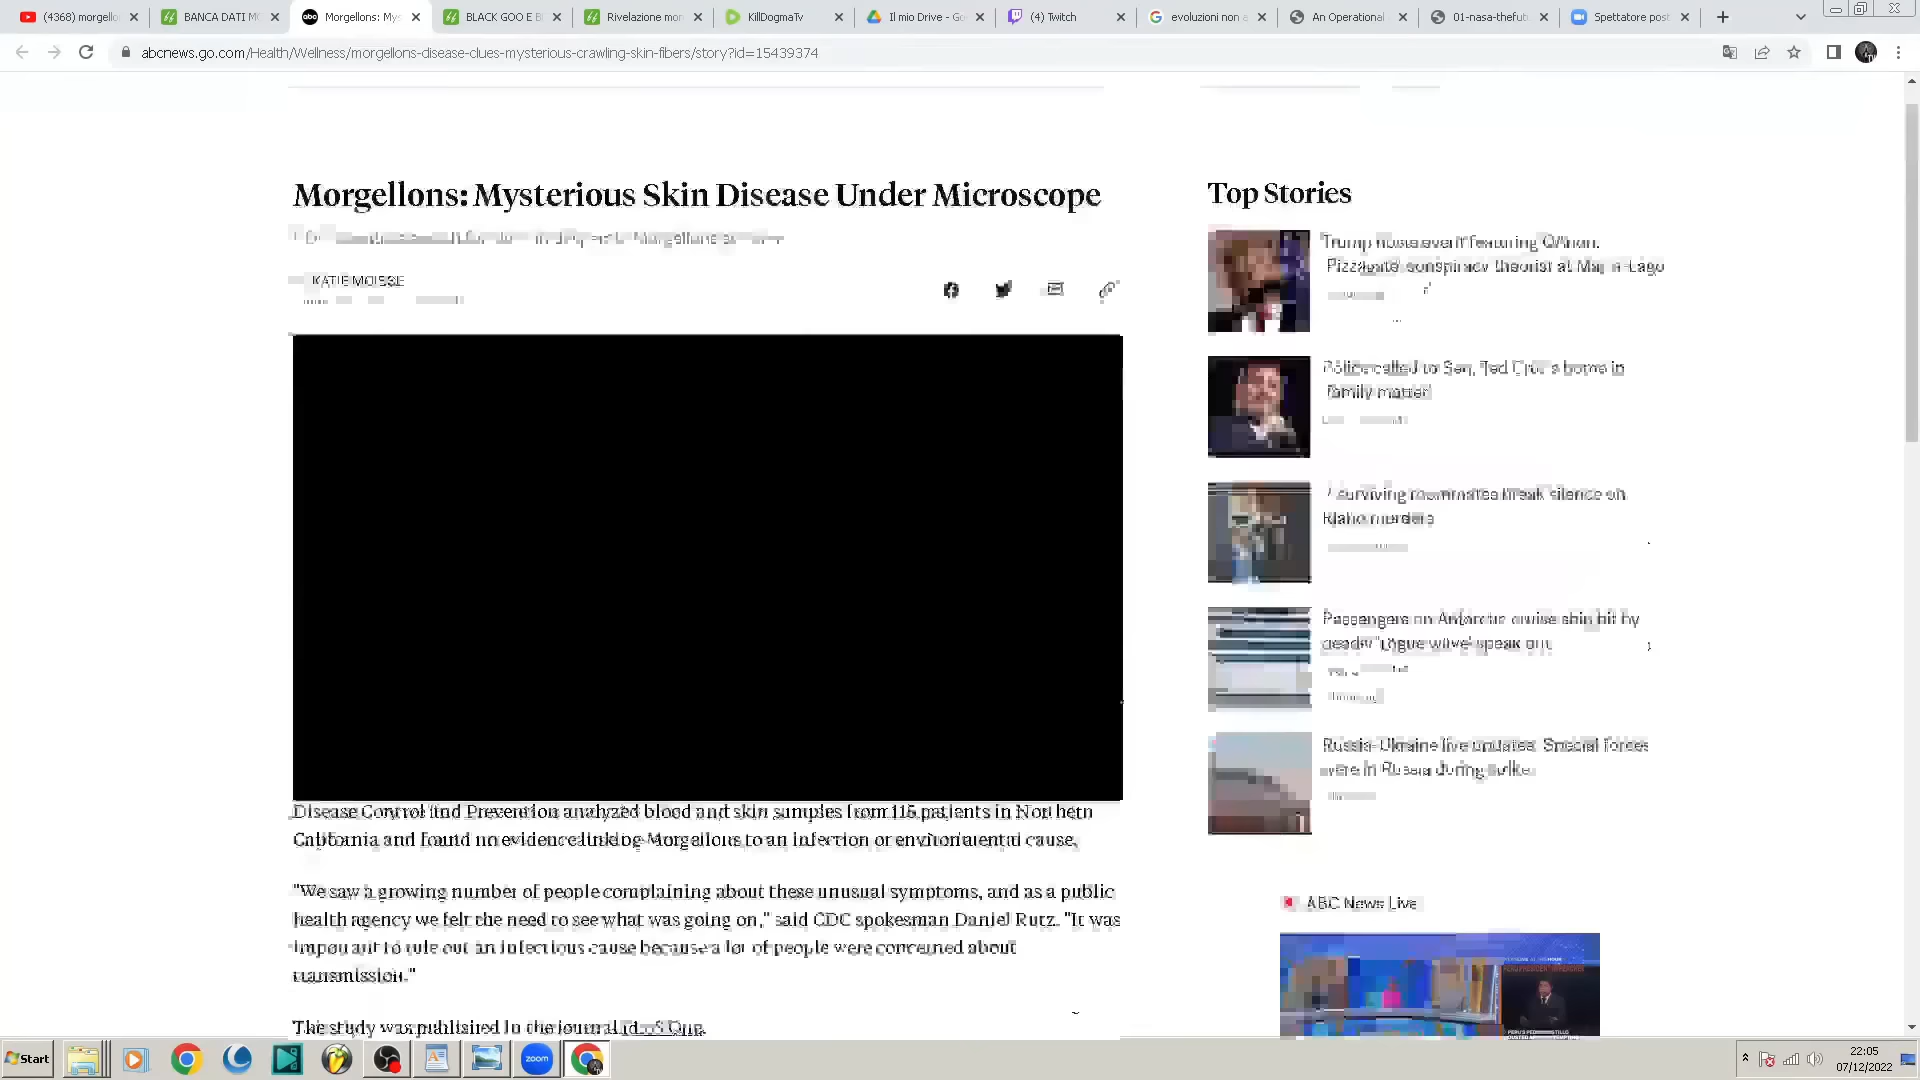 (4368) morgello
BANCA DATI M
Morgellons: Mys
BLACK GOO E B
Rivelazione mon
KillDogmaTv
Il mio Drive - Go
(4) Twitch
evoluzioni non a
An Operational
01-nasa-thefut
Spettatore post
abcnews.go.com/Health/Wellness/morgellons-disease-clues-mysterious-crawling-skin-fibers/story?id=15439374
Morgellons: Mysterious Skin Disease Under Microscope
KATIE MOISSE
Disease Control and Prevention analyzed blood and skin samples from 115 patients in Northern
California and found no evidence linking Morgellons to an infection or environmental cause.
"We saw a growing number of people complaining about these unusual symptoms, and as a public
health agency we felt the need to see what was going on," said CDC spokesman Daniel Rutz. "It was
important to rule out an infectious cause because a lot of people were concerned about
transmission."
The study was published in the journal PLoS One.
Top Stories
Trump hosts event featuring QAnon,
'Pizzagate' conspiracy theorist at Mar-a-Lago
Police called to Sen. Ted Cruz's home in
'family matter'
surviving roommates break silence on
Idaho murders
Passengers on Antarctic cruise ship hit by
deadly 'rogue wave' speak out
Russia-Ukraine live updates: Special forces
were in Russia during strike
ABC News Live
Start
zoom
22:05
07/12/2022